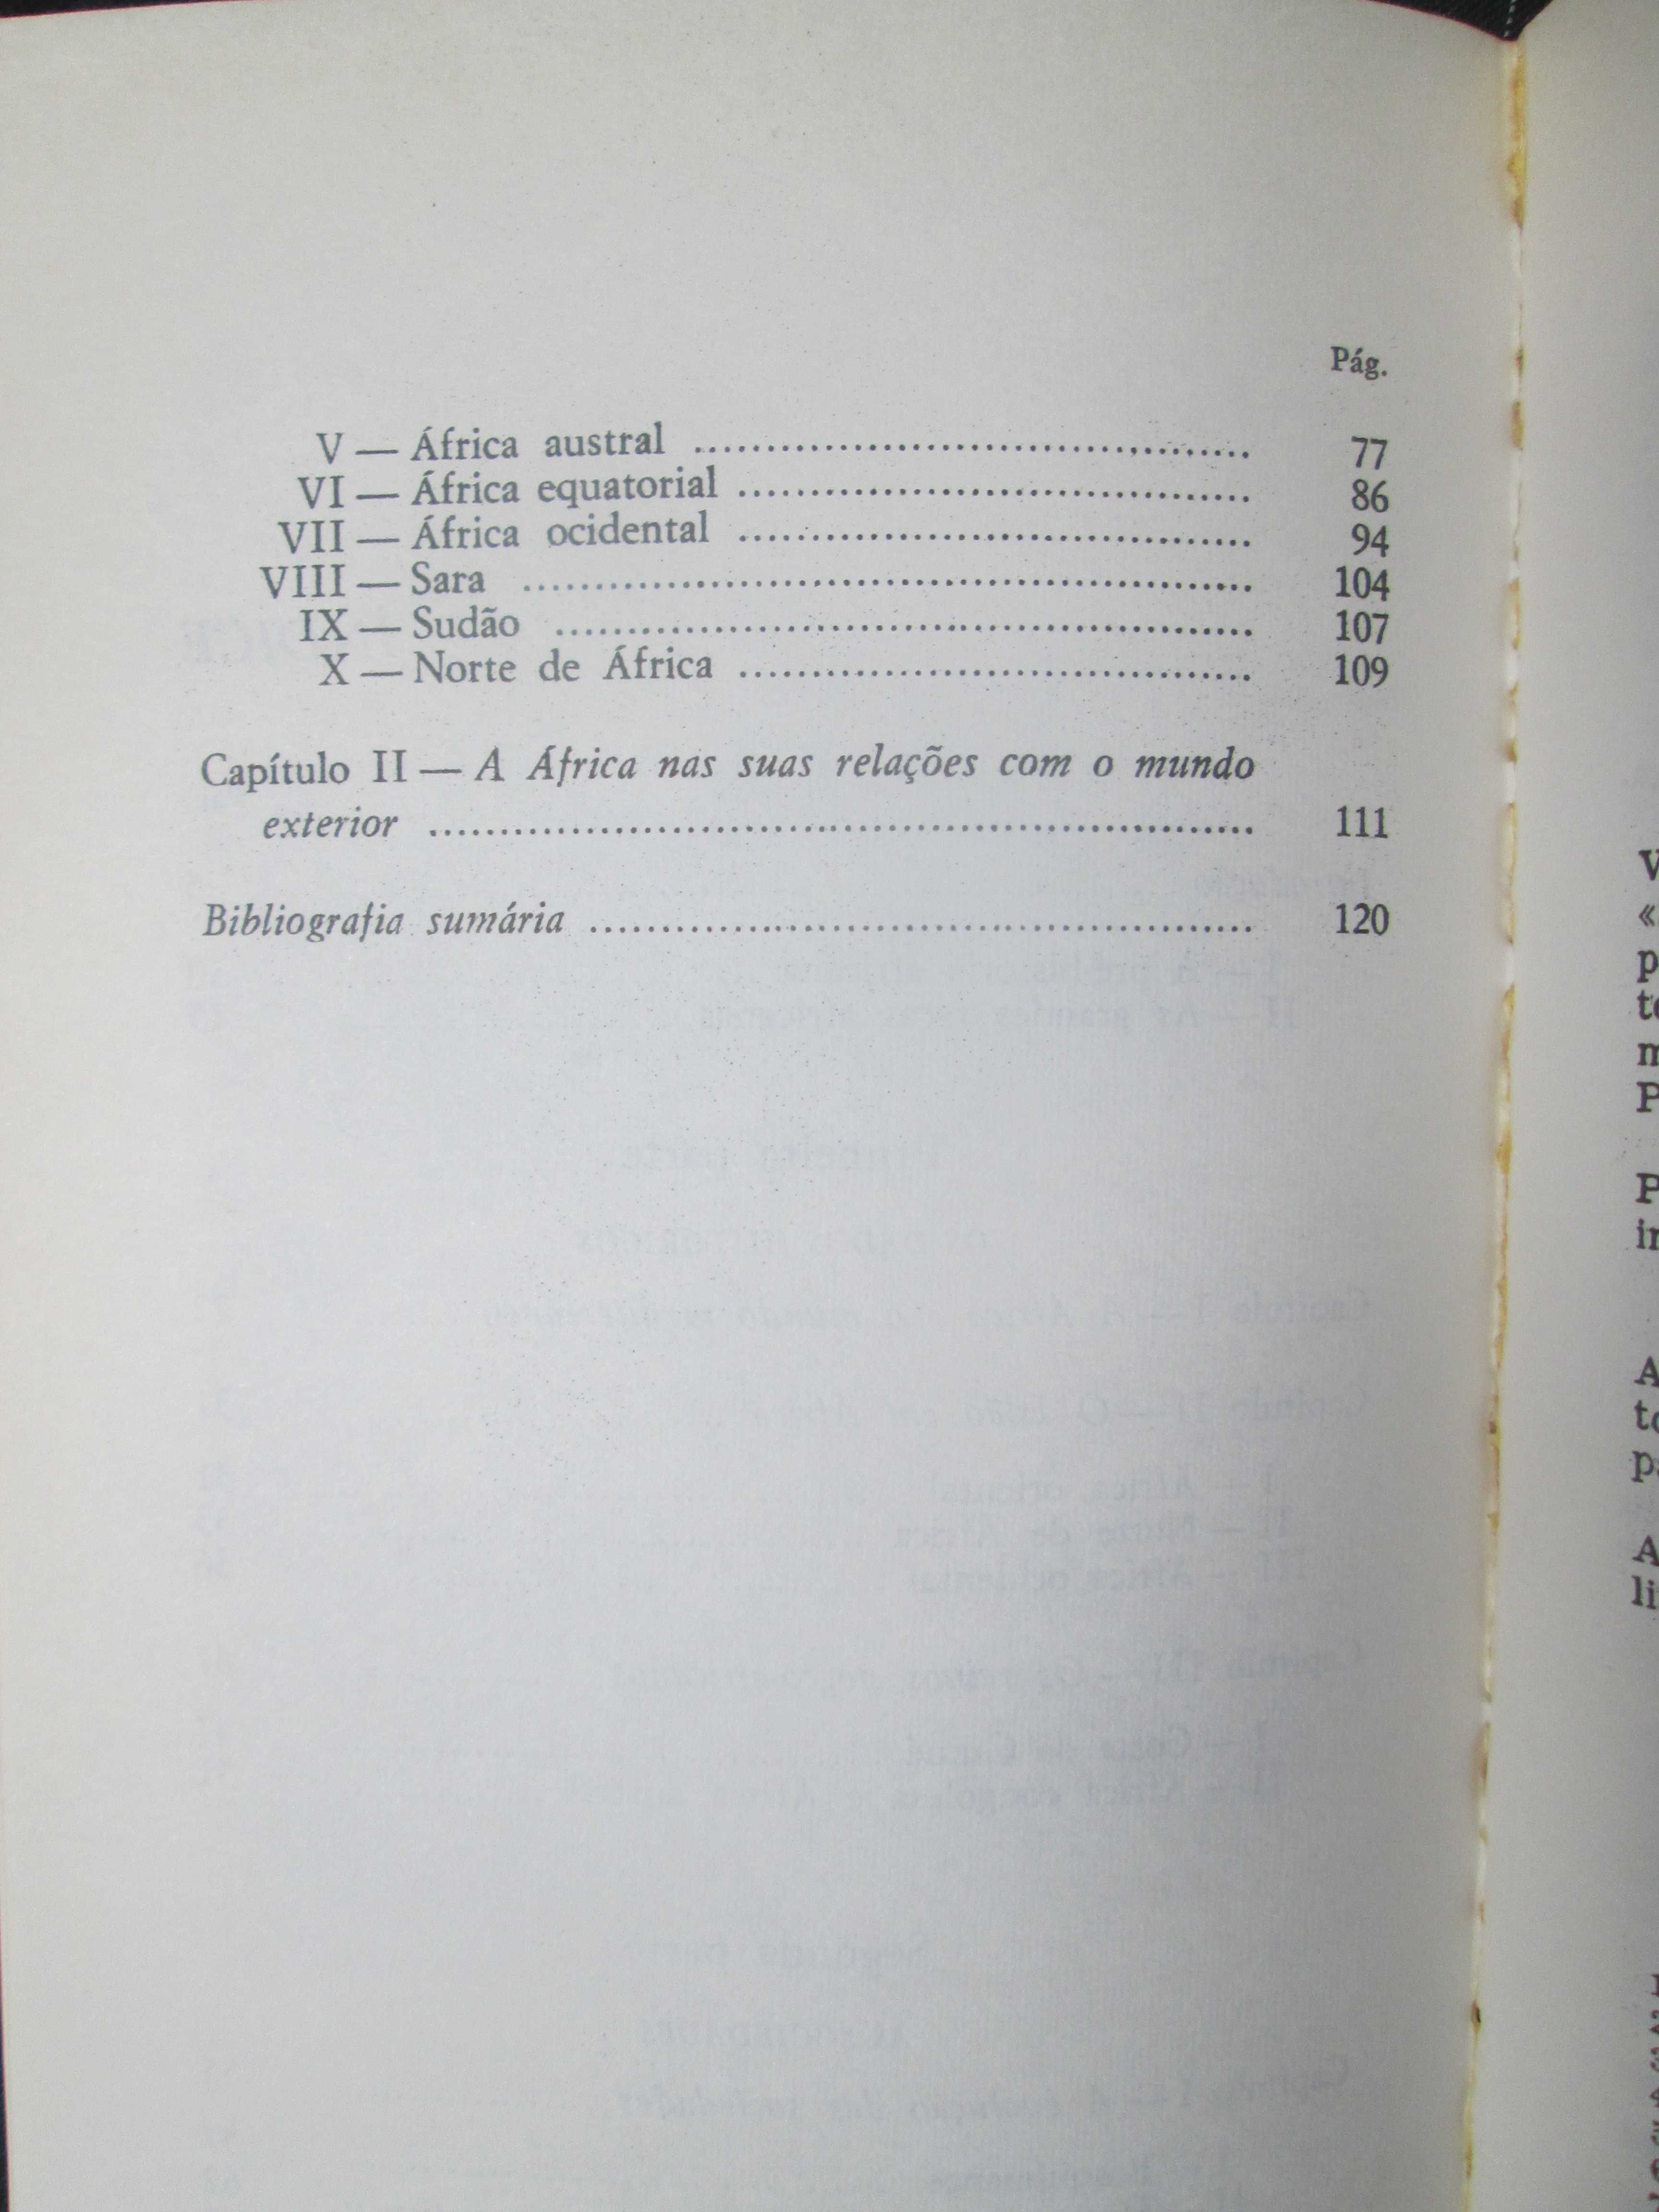 Pág.
V — África austral ........................................ 77
VI — África equatorial ................................... 86
VII — África ocidental ................................... 94
VIII — Sara .................................................. 104
IX — Sudão ................................................ 107
X — Norte de África ................................... 109
Capítulo II — A África nas suas relações com o mundo
exterior ........................................................ 111
Bibliografia sumária ............................................. 120